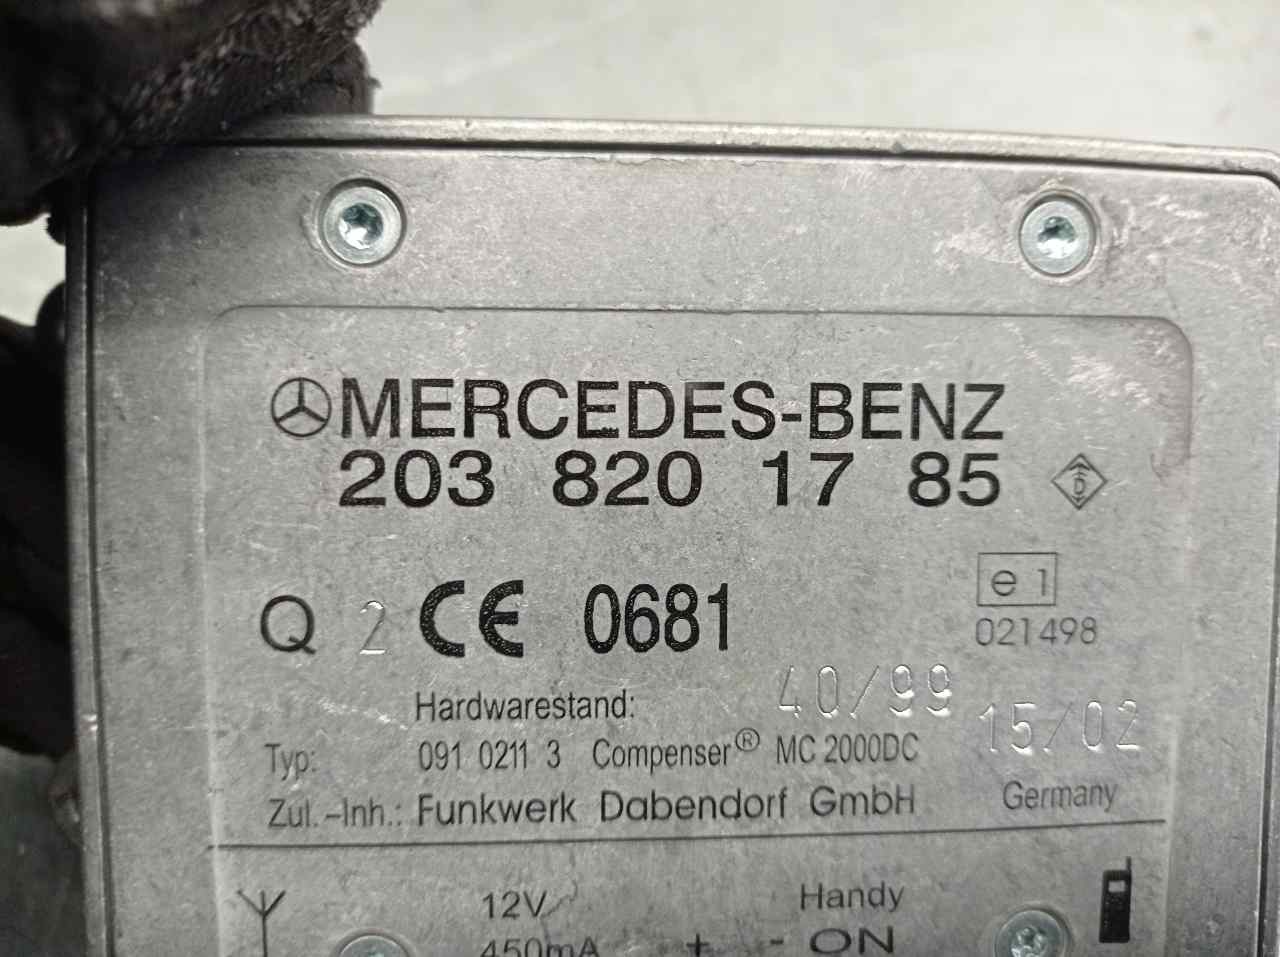 MERCEDES-BENZ
203 820 17 85
D
Q 2 CE 0681
e 1
021498
Hardwarestand: 40/99 15/02
Typ: 091 0211 3 Compenser® MC 2000DC
Zul.-Inh.: Funkwerk Dabendorf GmbH Germany
12V Handy
450mA + - ON